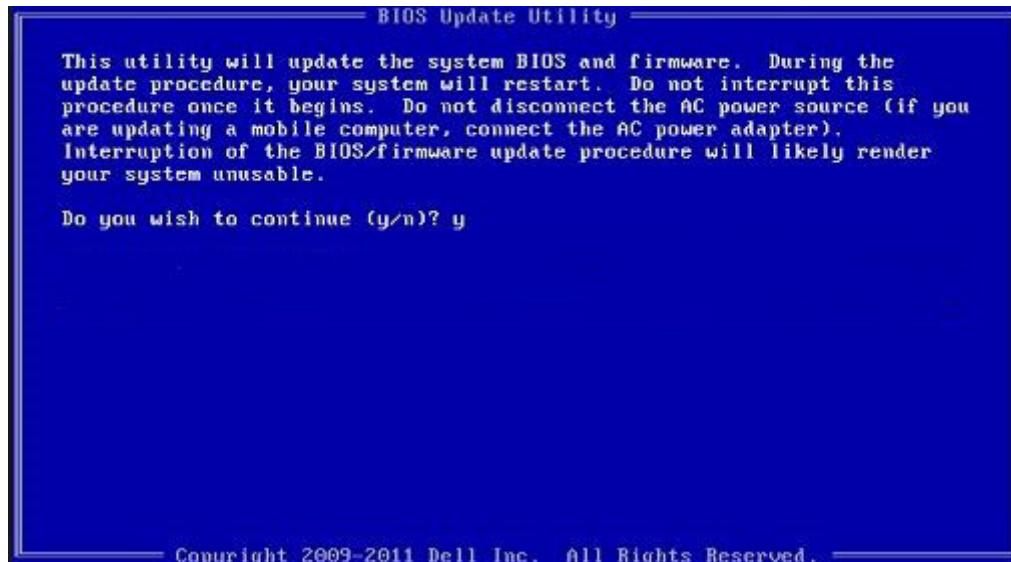 BIOS Update Utility
This utility will update the system BIOS and firmware.  During the
update procedure, your system will restart.  Do not interrupt this
procedure once it begins.  Do not disconnect the AC power source (if you
are updating a mobile computer, connect the AC power adapter).
Interruption of the BIOS/firmware update procedure will likely render
your system unusable.
Do you wish to continue (y/n)? y
Copyright 2009-2011 Dell Inc.  All Rights Reserved.